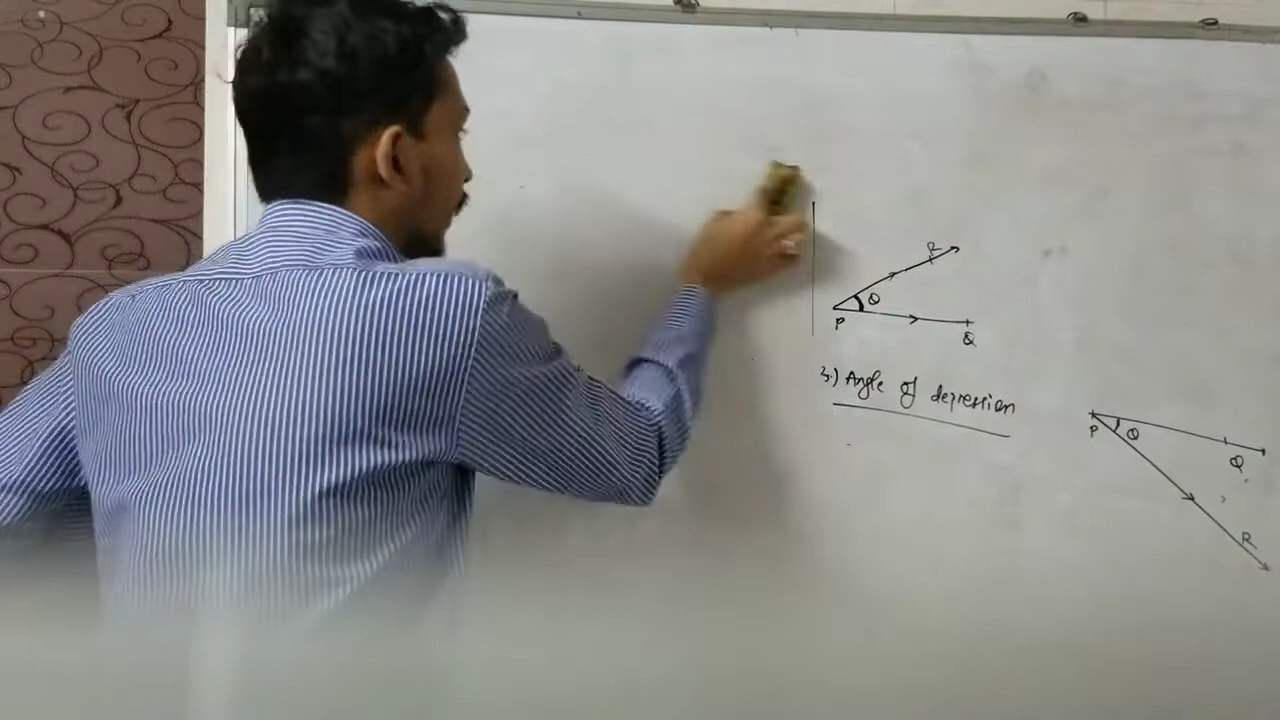 R
θ
P
Q
3.) Angle of depression
P
θ
Q
R